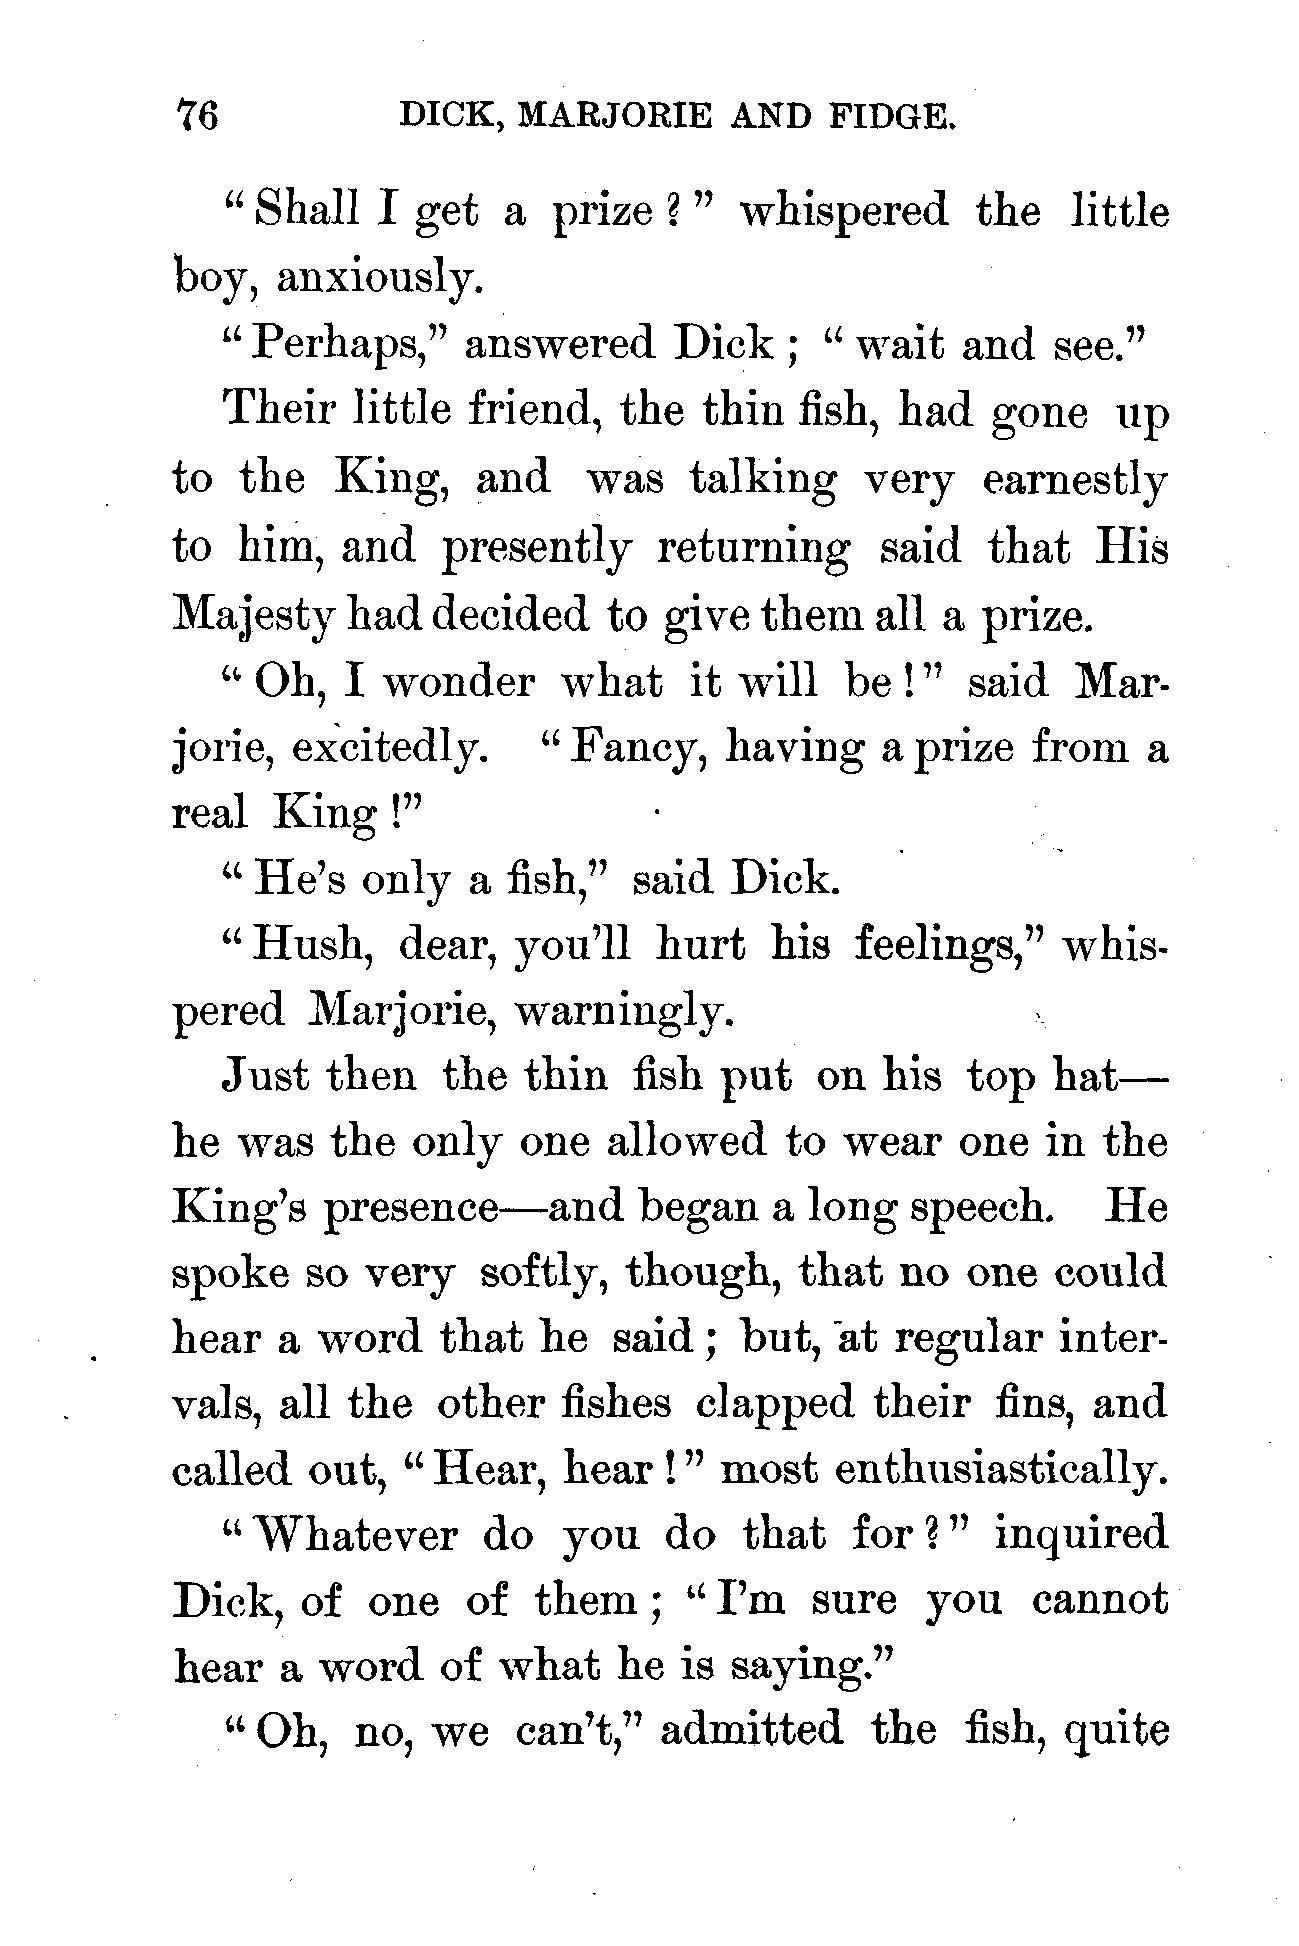 76 DICK, MARJORIE AND FIDGE.
"Shall I get a prize?" whispered the little
boy, anxiously.
"Perhaps," answered Dick; "wait and see."
Their little friend, the thin fish, had gone up
to the King, and was talking very earnestly
to him, and presently returning said that His
Majesty had decided to give them all a prize.
"Oh, I wonder what it will be!" said Mar-
jorie, excitedly. "Fancy, having a prize from a
real King!"
"He's only a fish," said Dick.
"Hush, dear, you'll hurt his feelings," whis-
pered Marjorie, warningly.
Just then the thin fish put on his top hat—
he was the only one allowed to wear one in the
King's presence—and began a long speech. He
spoke so very softly, though, that no one could
hear a word that he said; but, at regular inter-
vals, all the other fishes clapped their fins, and
called out, "Hear, hear!" most enthusiastically.
"Whatever do you do that for?" inquired
Dick, of one of them; "I'm sure you cannot
hear a word of what he is saying."
"Oh, no, we can't," admitted the fish, quite